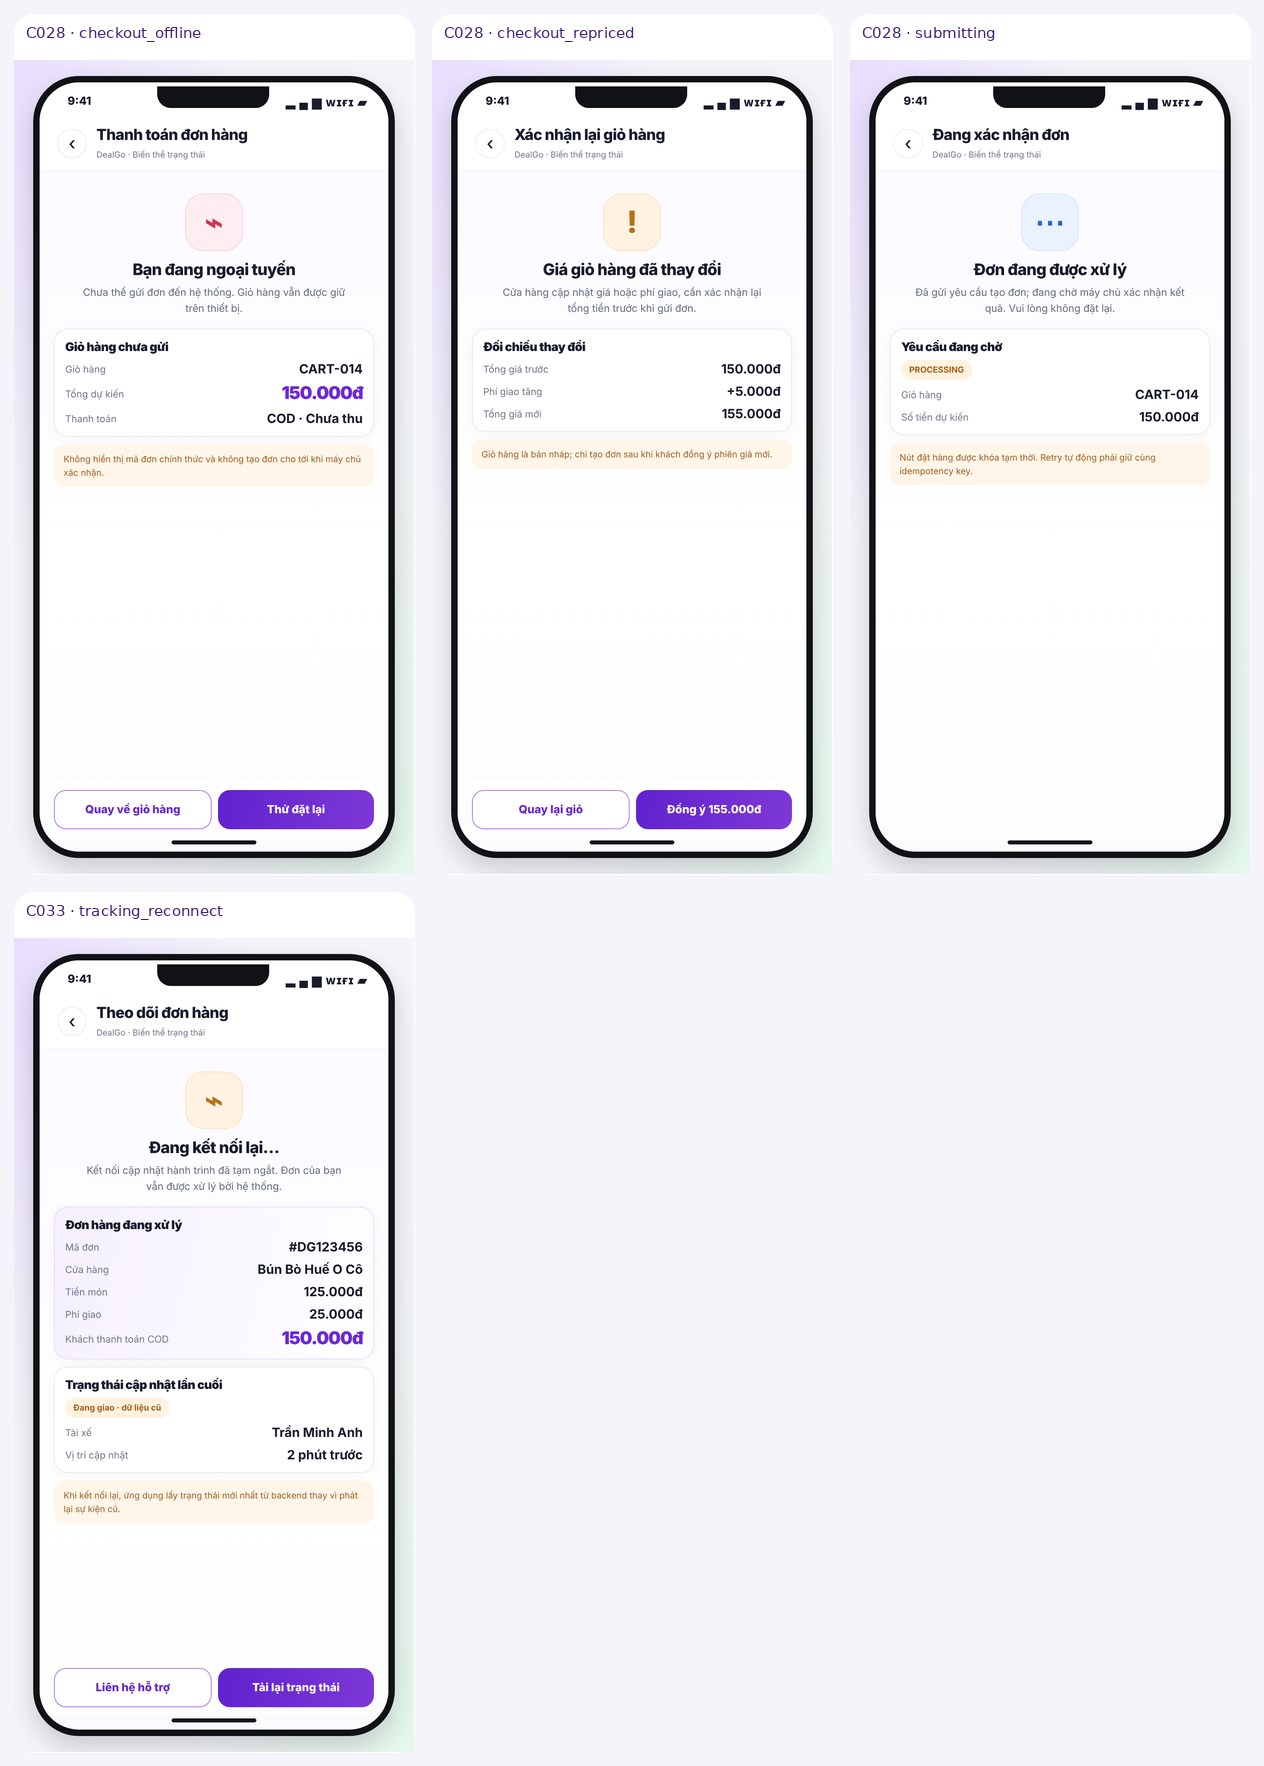 C028 · checkout_offline
9:41
WIFI
Thanh toán đơn hàng
DealGo · Biến thể trạng thái
Bạn đang ngoại tuyến
Chưa thể gửi đơn đến hệ thống. Giỏ hàng vẫn được giữ
trên thiết bị.
Giỏ hàng chưa gửi
Giỏ hàng CART-014
Tổng dự kiến 150.000đ
Thanh toán COD · Chưa thu
Không hiển thị mã đơn chính thức và không tạo đơn cho tới khi máy chủ
xác nhận.
Quay về giỏ hàng
Thử đặt lại
C028 · checkout_repriced
9:41
WIFI
Xác nhận lại giỏ hàng
DealGo · Biến thể trạng thái
!
Giá giỏ hàng đã thay đổi
Cửa hàng cập nhật giá hoặc phí giao, cần xác nhận lại
tổng tiền trước khi gửi đơn.
Đối chiếu thay đổi
Tổng giá trước 150.000đ
Phí giao tăng +5.000đ
Tổng giá mới 155.000đ
Giỏ hàng là bản nháp; chỉ tạo đơn sau khi khách đồng ý phiên giá mới.
Quay lại giỏ
Đồng ý 155.000đ
C028 · submitting
9:41
WIFI
Đang xác nhận đơn
DealGo · Biến thể trạng thái
...
Đơn đang được xử lý
Đã gửi yêu cầu tạo đơn; đang chờ máy chủ xác nhận kết
quả. Vui lòng không đặt lại.
Yêu cầu đang chờ
PROCESSING
Giỏ hàng CART-014
Số tiền dự kiến 150.000đ
Nút đặt hàng được khóa tạm thời. Retry tự động phải giữ cùng
idempotency key.
C033 · tracking_reconnect
9:41
WIFI
Theo dõi đơn hàng
DealGo · Biến thể trạng thái
Đang kết nối lại...
Kết nối cập nhật hành trình đã tạm ngắt. Đơn của bạn
vẫn được xử lý bởi hệ thống.
Đơn hàng đang xử lý
Mã đơn #DG123456
Cửa hàng Bún Bò Huế O Cô
Tiền món 125.000đ
Phí giao 25.000đ
Khách thanh toán COD 150.000đ
Trạng thái cập nhật lần cuối
Đang giao · dữ liệu cũ
Tài xế Trần Minh Anh
Vị trí cập nhật 2 phút trước
Khi kết nối lại, ứng dụng lấy trạng thái mới nhất từ backend thay vì phát
lại sự kiện cũ.
Liên hệ hỗ trợ
Tải lại trạng thái